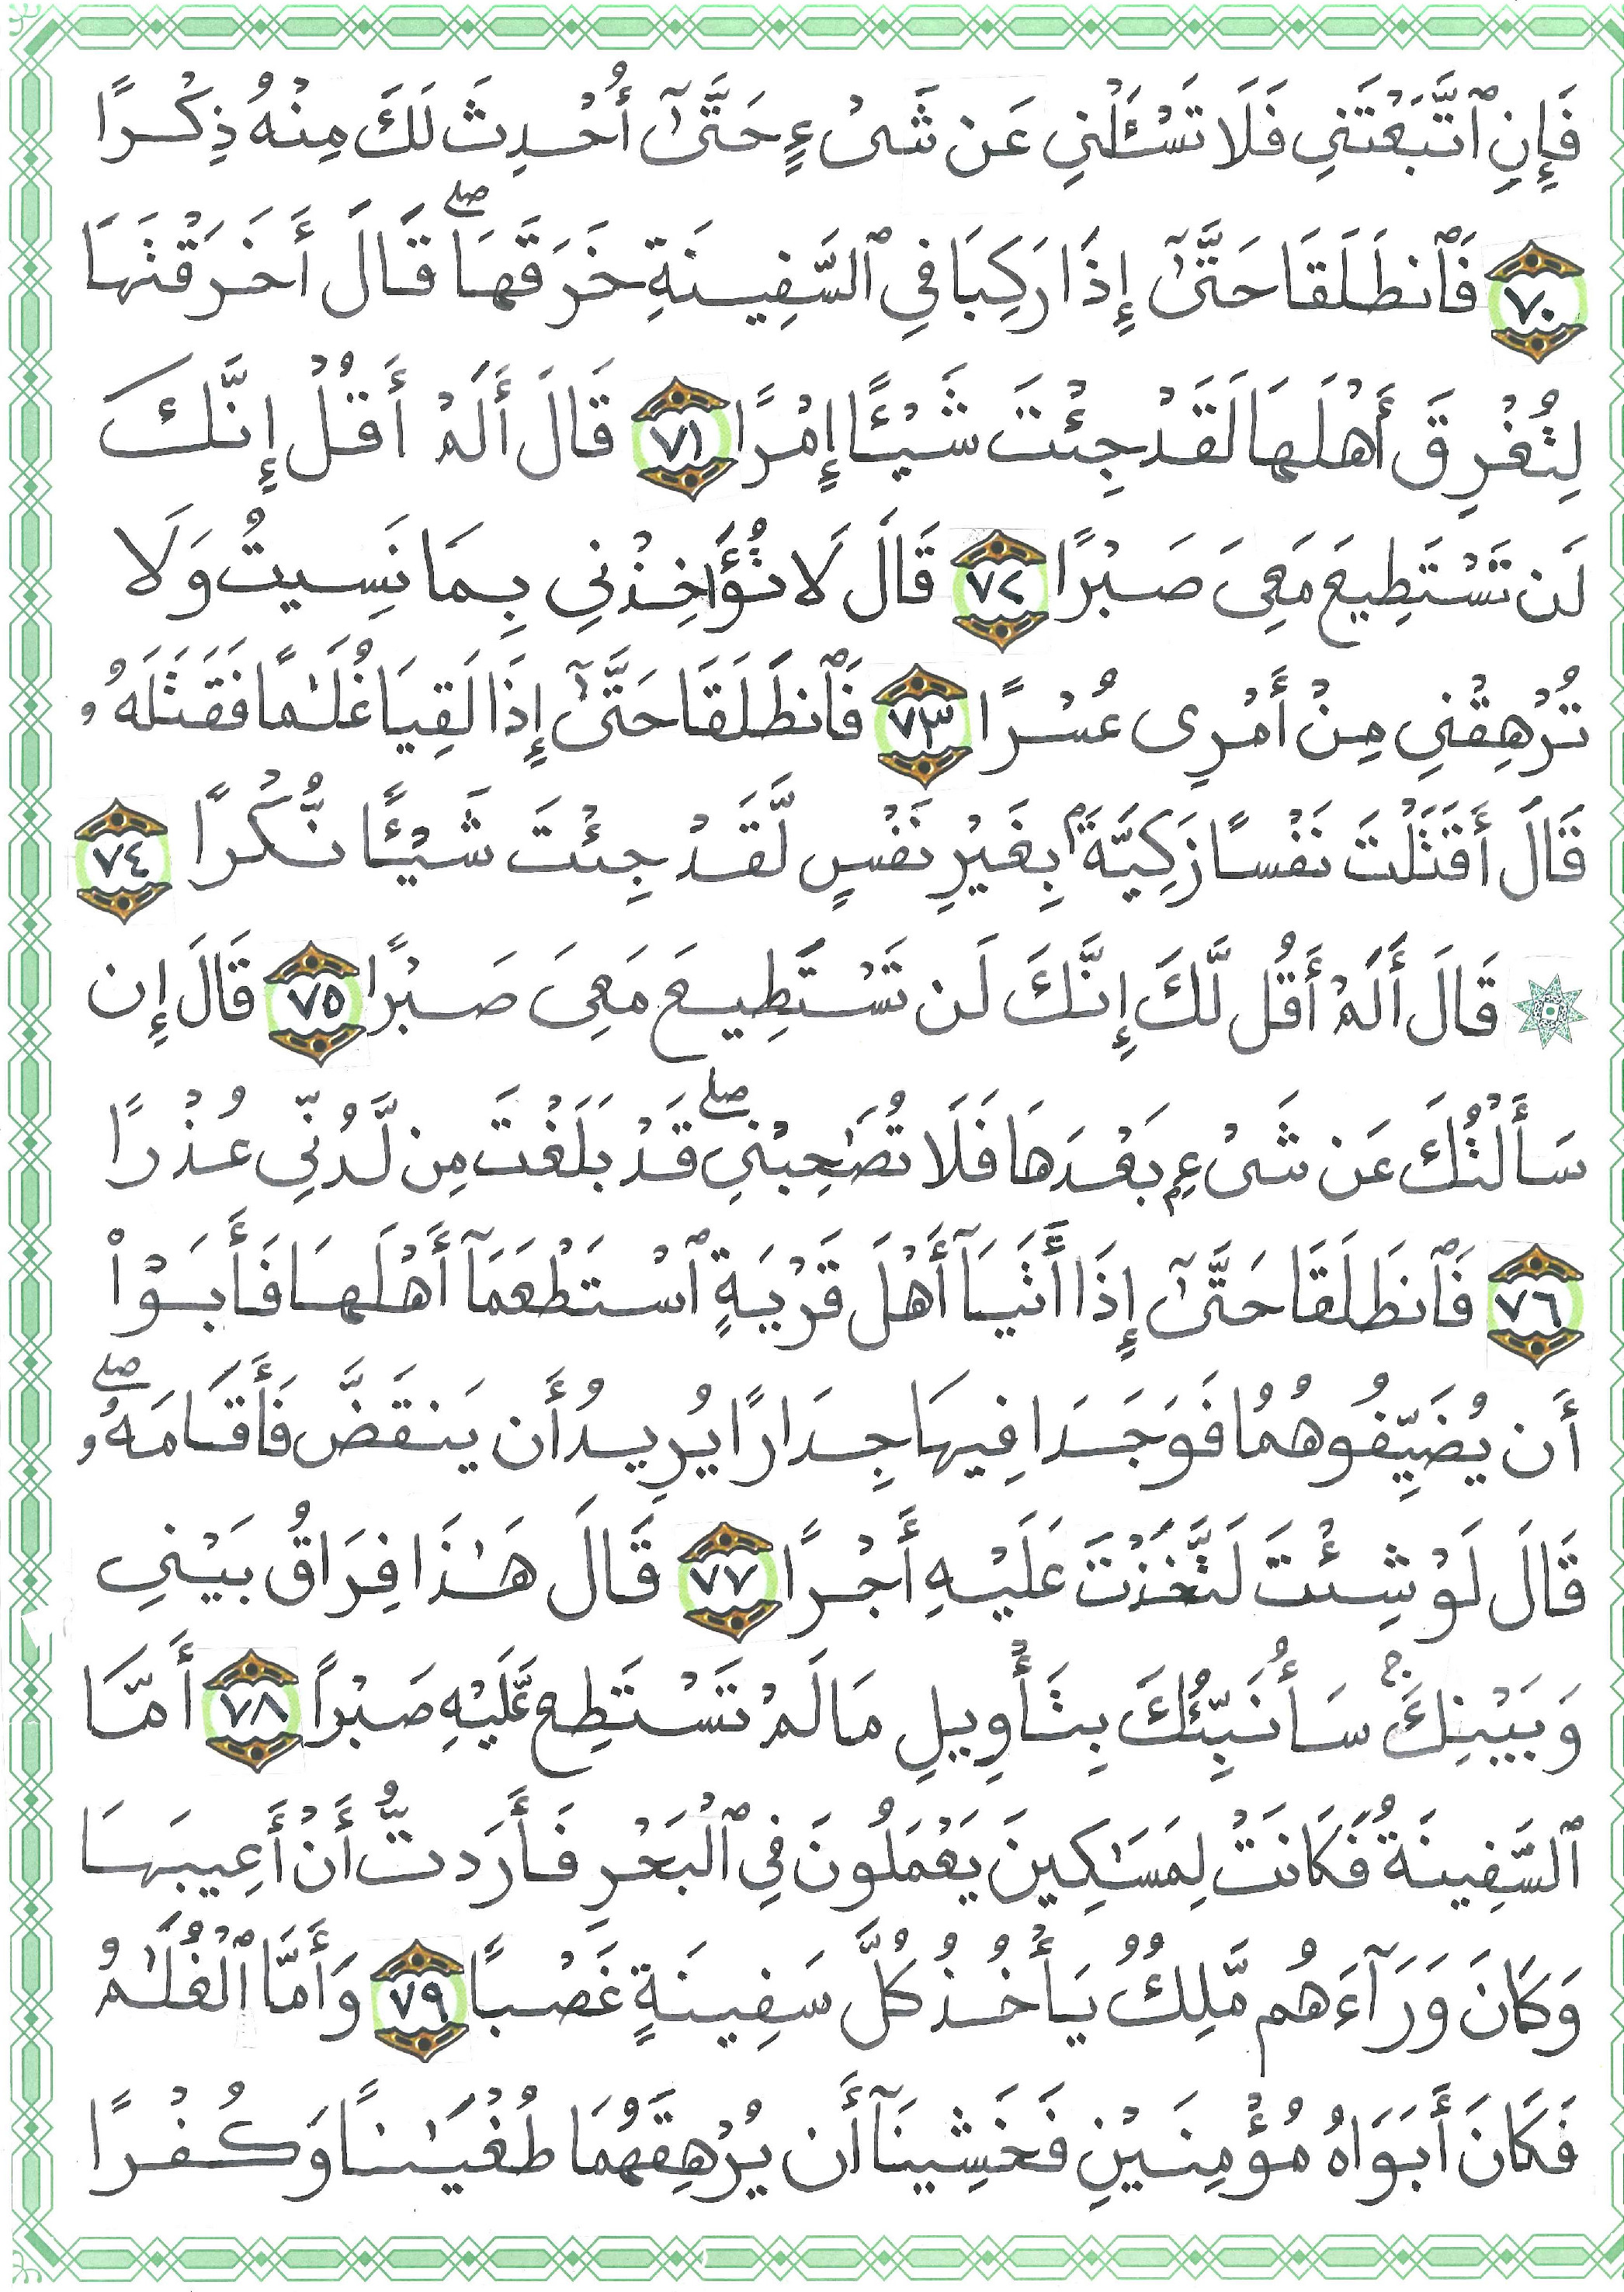 فَإِنِ ٱتَّبَعْتَنِي فَلَا تَسْـَٔلْنِي عَن شَىْءٍ حَتَّىٰٓ أُحْدِثَ لَكَ مِنْهُ ذِكْرًا
٧٠ فَٱنطَلَقَا حَتَّىٰٓ إِذَا رَكِبَا فِي ٱلسَّفِينَةِ خَرَقَهَا ۖ قَالَ أَخَرَقْتَهَا
لِتُغْرِقَ أَهْلَهَا لَقَدْ جِئْتَ شَيْـًٔا إِمْرًا ٧١ قَالَ أَلَمْ أَقُلْ إِنَّكَ
لَن تَسْتَطِيعَ مَعِىَ صَبْرًا ٧٢ قَالَ لَا تُؤَاخِذْنِي بِمَا نَسِيتُ وَلَا
تُرْهِقْنِي مِنْ أَمْرِى عُسْرًا ٧٣ فَٱنطَلَقَا حَتَّىٰٓ إِذَا لَقِيَا غُلَـٰمًا فَقَتَلَهُۥ
قَالَ أَقَتَلْتَ نَفْسًا زَكِيَّةًۢ بِغَيْرِ نَفْسٍ لَّقَدْ جِئْتَ شَيْـًٔا نُّكْرًا ٧٤
۞ قَالَ أَلَمْ أَقُل لَّكَ إِنَّكَ لَن تَسْتَطِيعَ مَعِىَ صَبْرًا ٧٥ قَالَ إِن
سَأَلْتُكَ عَن شَىْءٍۭ بَعْدَهَا فَلَا تُصَـٰحِبْنِي ۖ قَدْ بَلَغْتَ مِن لَّدُنِّي عُذْرًا
٧٦ فَٱنطَلَقَا حَتَّىٰٓ إِذَا أَتَيَآ أَهْلَ قَرْيَةٍ ٱسْتَطْعَمَآ أَهْلَهَا فَأَبَوْا۟
أَن يُضَيِّفُوهُمَا فَوَجَدَا فِيهَا جِدَارًا يُرِيدُ أَن يَنقَضَّ فَأَقَامَهُۥ ۖ
قَالَ لَوْ شِئْتَ لَتَّخَذْتَ عَلَيْهِ أَجْرًا ٧٧ قَالَ هَـٰذَا فِرَاقُ بَيْنِي
وَبَيْنِكَ ۚ سَأُنَبِّئُكَ بِتَأْوِيلِ مَا لَمْ تَسْتَطِع عَّلَيْهِ صَبْرًا ٧٨ أَمَّا
ٱلسَّفِينَةُ فَكَانَتْ لِمَسَـٰكِينَ يَعْمَلُونَ فِي ٱلْبَحْرِ فَأَرَدتُّ أَنْ أَعِيبَهَا
وَكَانَ وَرَآءَهُم مَّلِكٌ يَأْخُذُ كُلَّ سَفِينَةٍ غَصْبًا ٧٩ وَأَمَّا ٱلْغُلَـٰمُ
فَكَانَ أَبَوَاهُ مُؤْمِنَيْنِ فَخَشِينَآ أَن يُرْهِقَهُمَا طُغْيَـٰنًا وَكُفْرًا